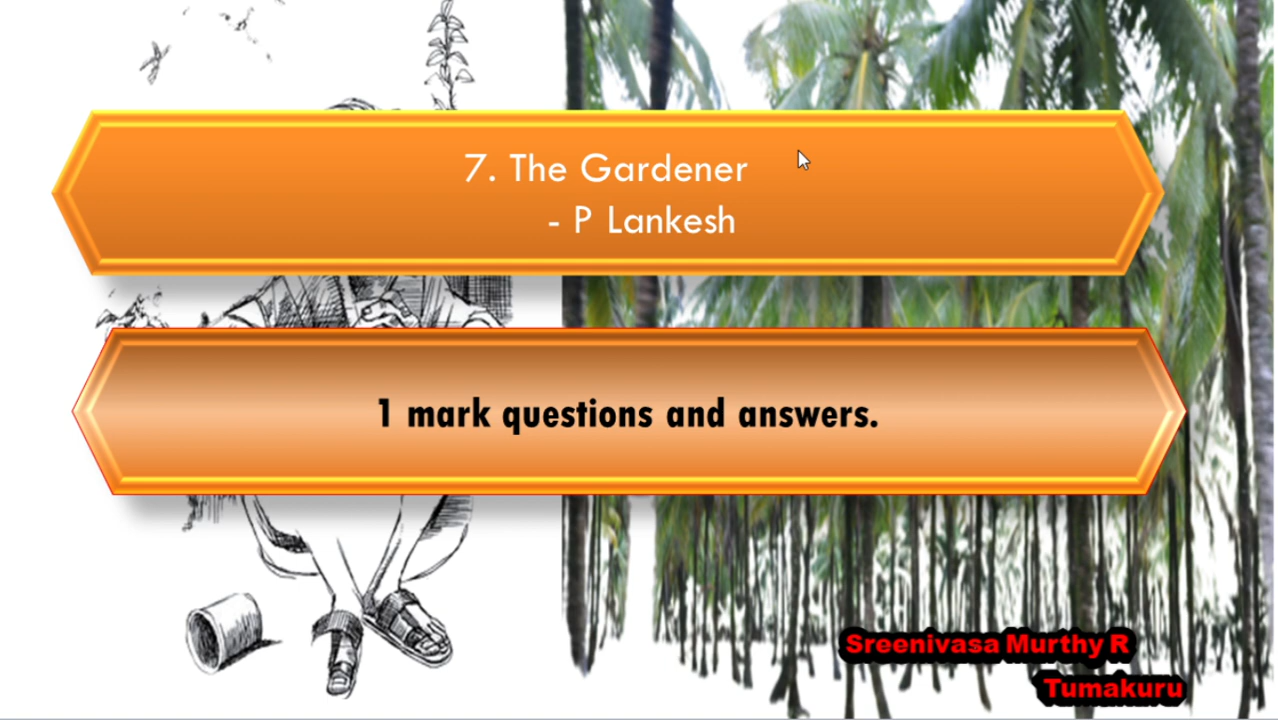 7. The Gardener
- P Lankesh
1 mark questions and answers.
Sreenivasa Murthy R
Tumakuru